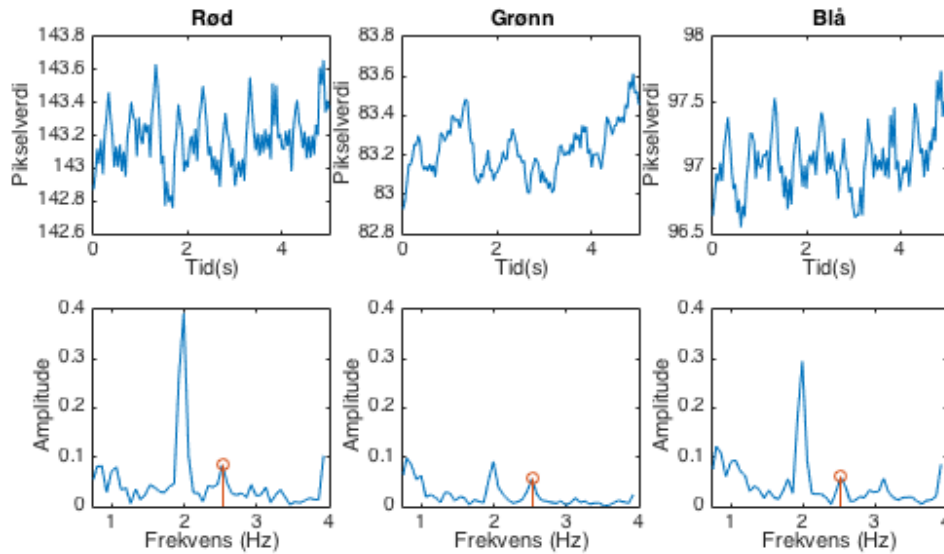 Rød
Pikselverdi
143.8
143.6
143.4
143.2
143
142.8
142.6
0 2 4
Tid(s)
Grønn
Pikselverdi
83.8
83.6
83.4
83.2
83
82.8
0 2 4
Tid(s)
Blå
Pikselverdi
98
97.5
97
96.5
0 2 4
Tid(s)
Amplitude
0.4
0.3
0.2
0.1
0
1 2 3 4
Frekvens (Hz)
Amplitude
0.4
0.3
0.2
0.1
0
1 2 3 4
Frekvens (Hz)
Amplitude
0.4
0.3
0.2
0.1
0
1 2 3 4
Frekvens (Hz)